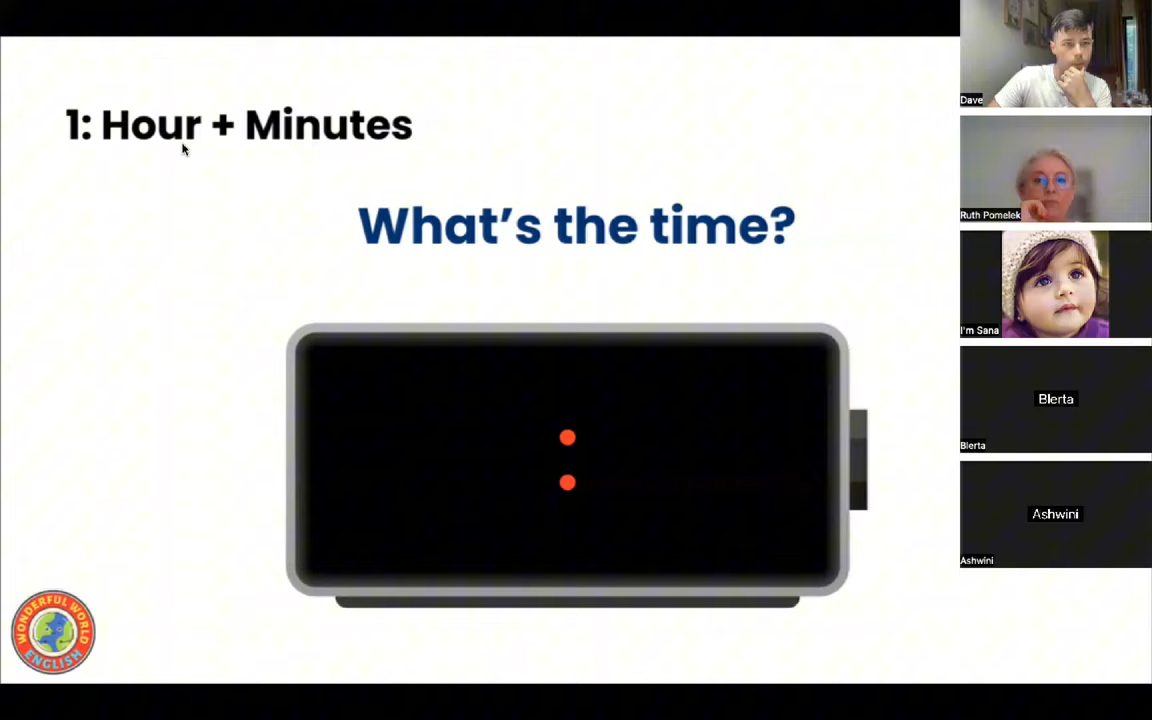 1: Hour + Minutes
What's the time?
WONDERFUL WORLD
ENGLISH
Dave
Ruth Pomelek
I'm Sana
Blerta
Blerta
Ashwini
Ashwini